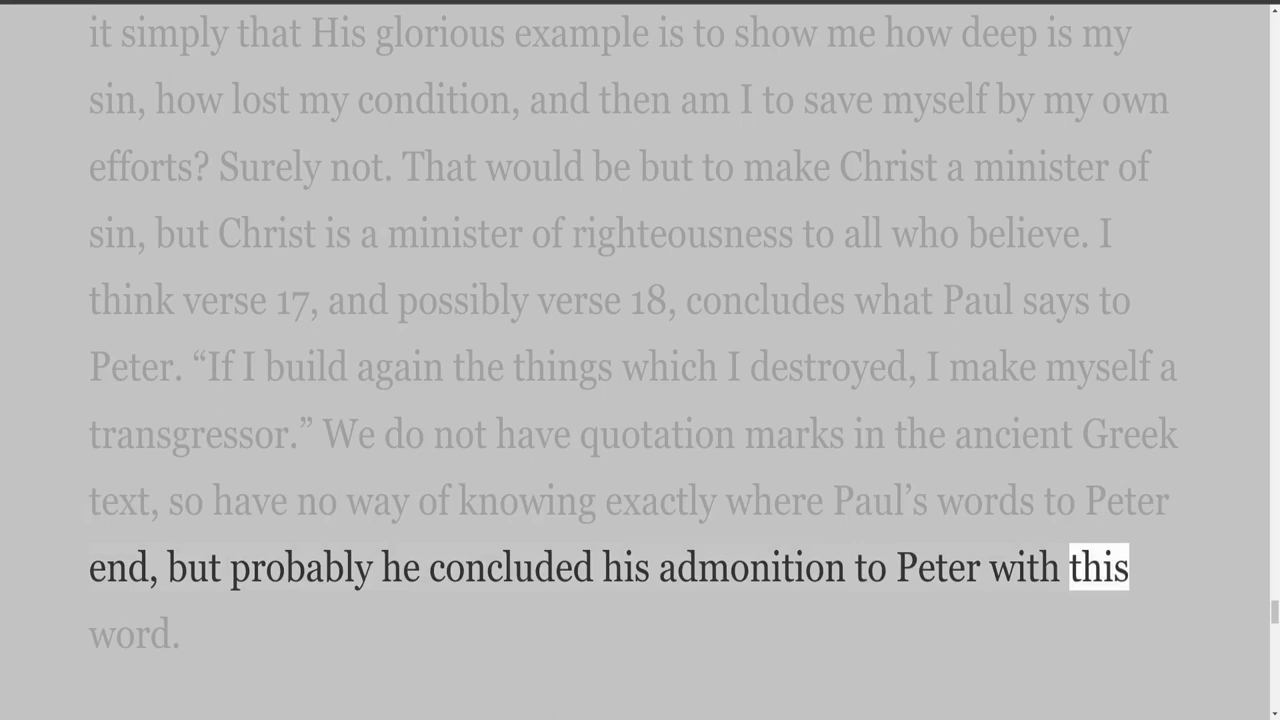 it simply that His glorious example is to show me how deep is my
sin, how lost my condition, and then am I to save myself by my own
efforts? Surely not. That would be but to make Christ a minister of
sin, but Christ is a minister of righteousness to all who believe. I
think verse 17, and possibly verse 18, concludes what Paul says to
Peter. “If I build again the things which I destroyed, I make myself a
transgressor.” We do not have quotation marks in the ancient Greek
text, so have no way of knowing exactly where Paul’s words to Peter
end, but probably he concluded his admonition to Peter with this
word.